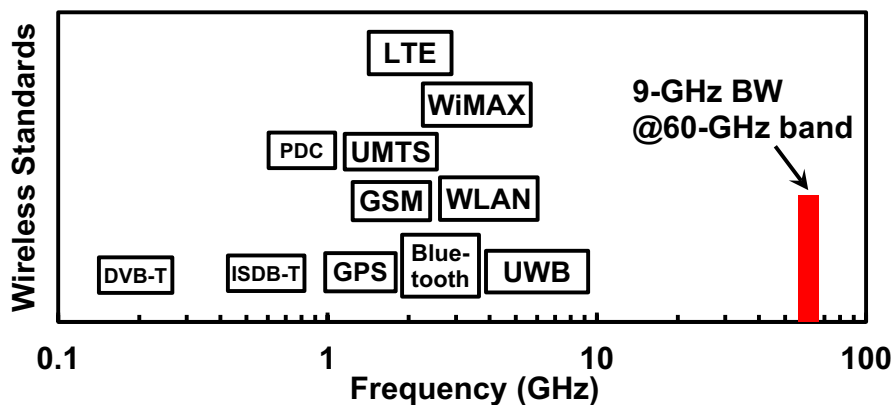 Wireless Standards
LTE
WiMAX
9-GHz BW
@60-GHz band
PDC
UMTS
GSM
WLAN
DVB-T
ISDB-T
GPS
Blue-
tooth
UWB
0.1
1
10
100
Frequency (GHz)